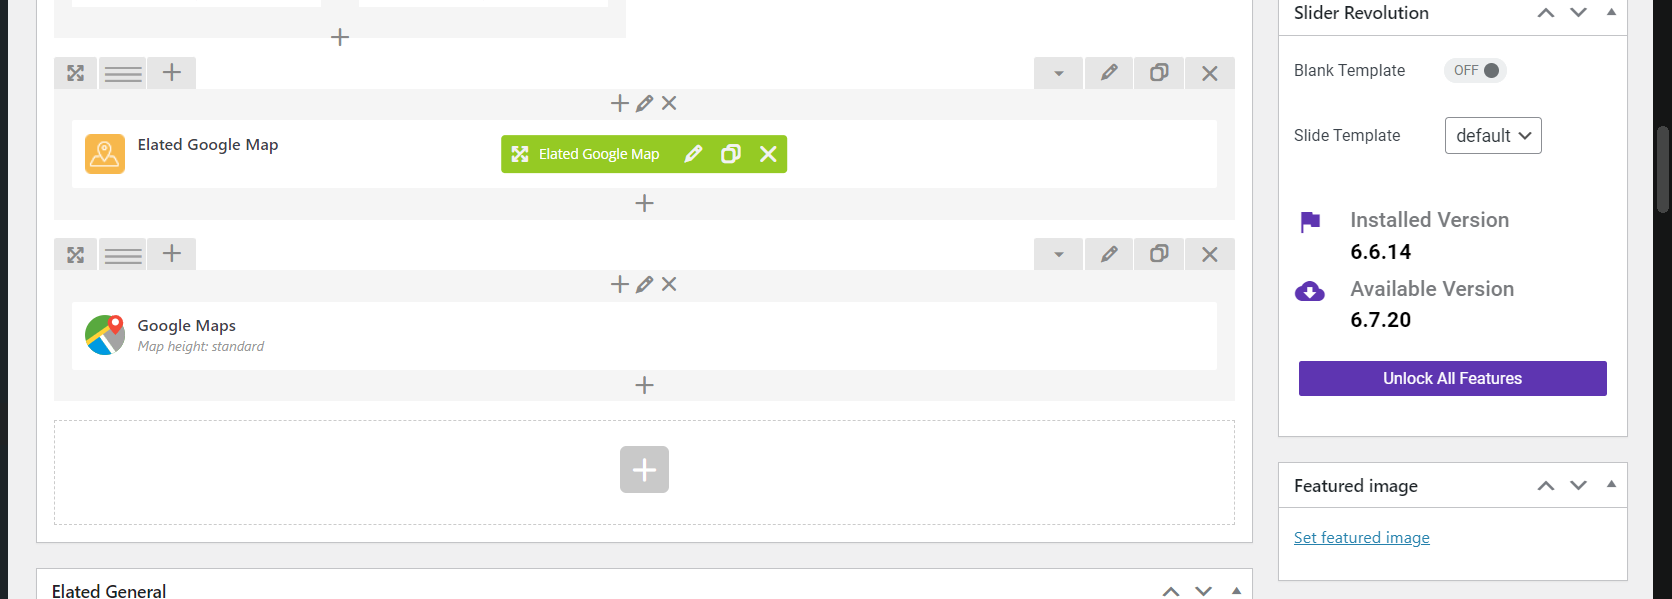 Elated Google Map
Elated Google Map
Google Maps
Map height: standard
Elated General
Slider Revolution
Blank Template
OFF
Slide Template
default
Installed Version
6.6.14
Available Version
6.7.20
Unlock All Features
Featured image
Set featured image